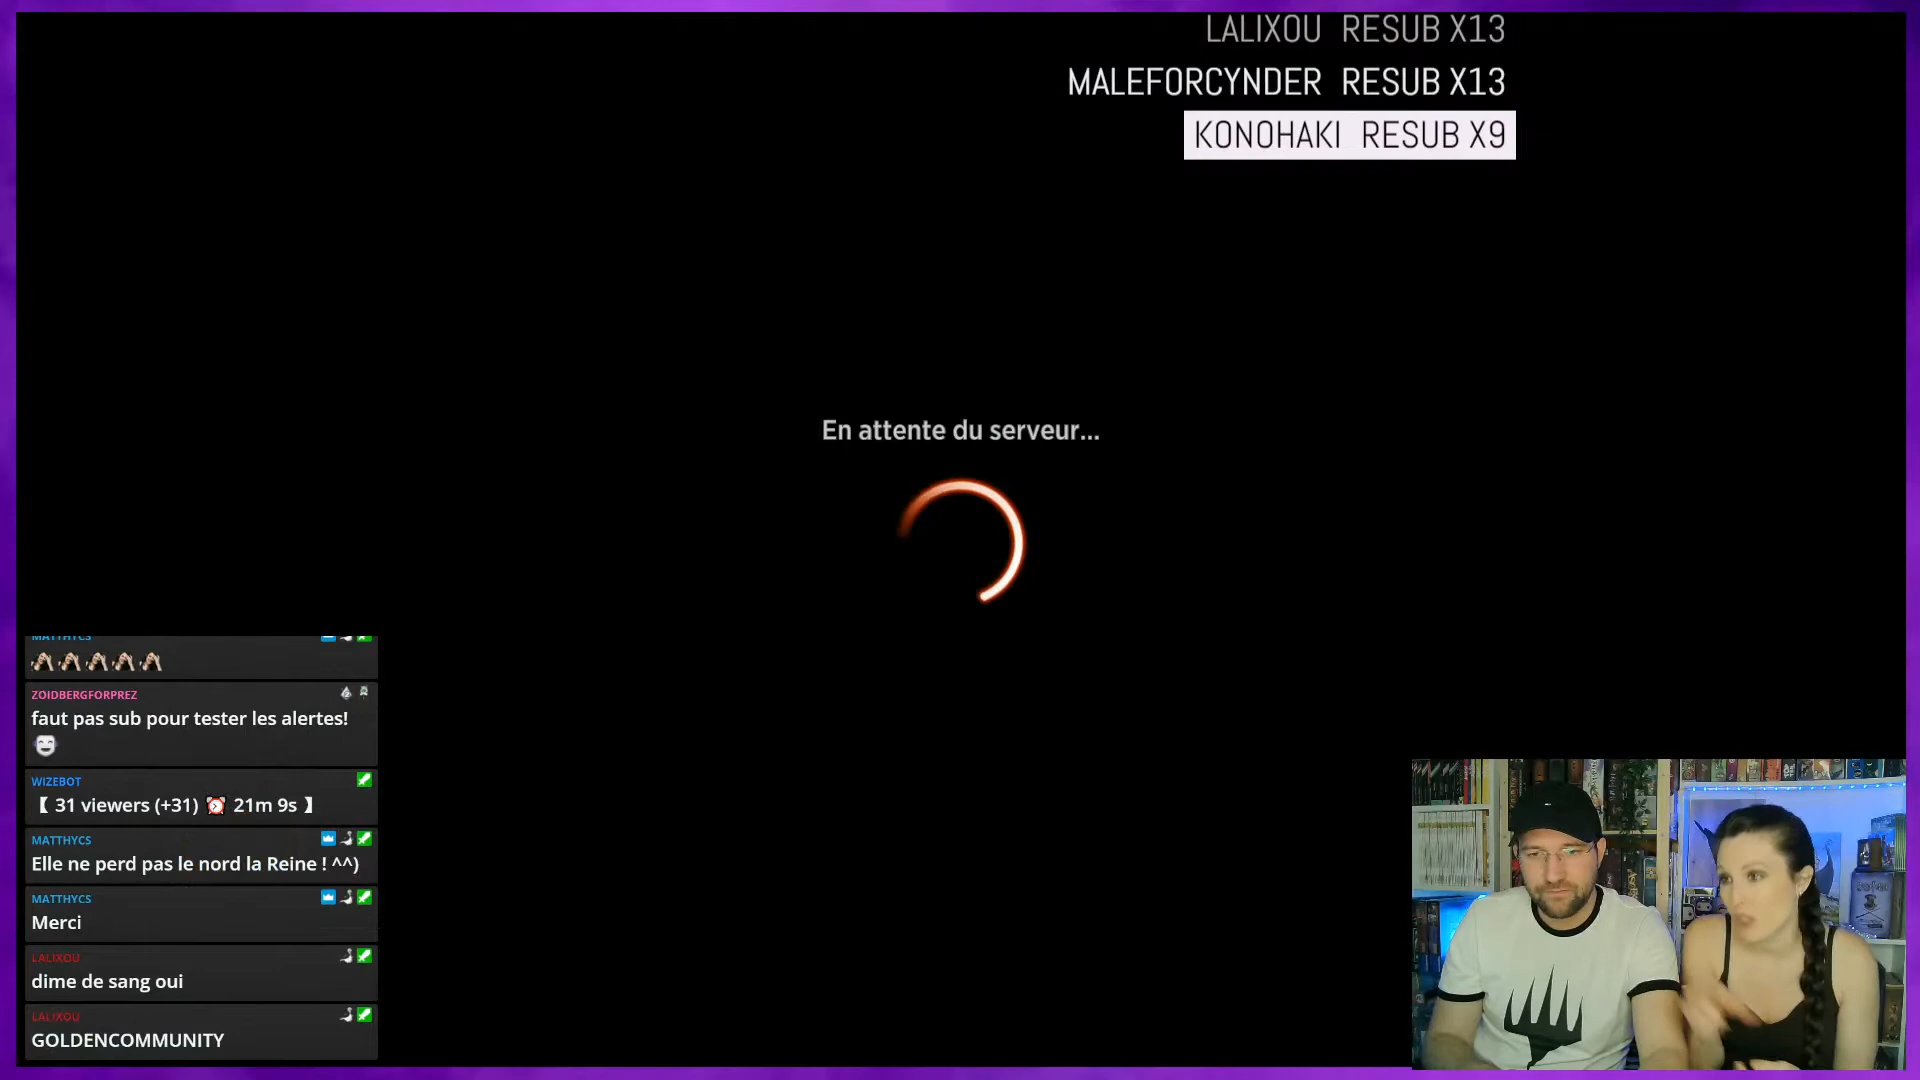 LALIXOU RESUB X13
MALEFORCYNDER RESUB X13
KONOHAKI RESUB X9
En attente du serveur...
MATTHYCS
ZOIDBERGFORPREZ
faut pas sub pour tester les alertes!
WIZEBOT
【 31 viewers (+31) ⏰ 21m 9s 】
MATTHYCS
Elle ne perd pas le nord la Reine ! ^^)
MATTHYCS
Merci
LALIXOU
dime de sang oui
LALIXOU
GOLDENCOMMUNITY